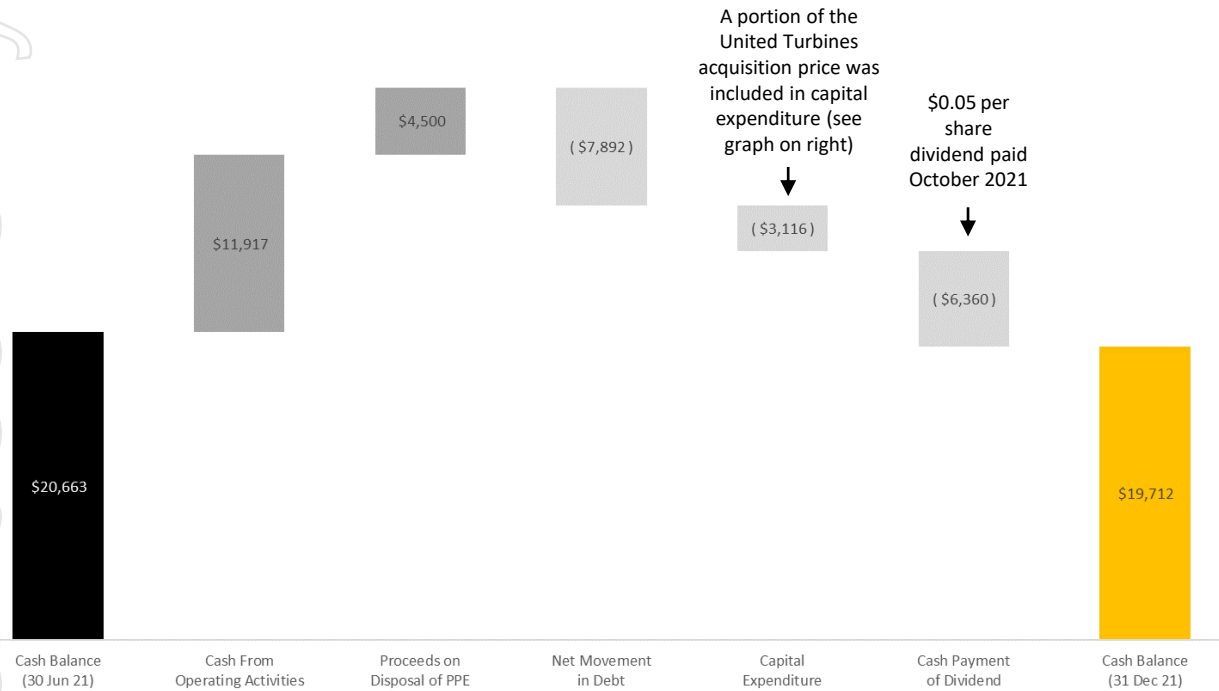 A portion of the
United Turbines
acquisition price was
included in capital
expenditure (see
graph on right)
$0.05 per
share
dividend paid
October 2021
$4,500
( $7,892 )
( $3,116 )
$11,917
( $6,360 )
$20,663
$19,712
Cash Balance
(30 Jun 21)
Cash From
Operating Activities
Proceeds on
Disposal of PPE
Net Movement
in Debt
Capital
Expenditure
Cash Payment
of Dividend
Cash Balance
(31 Dec 21)